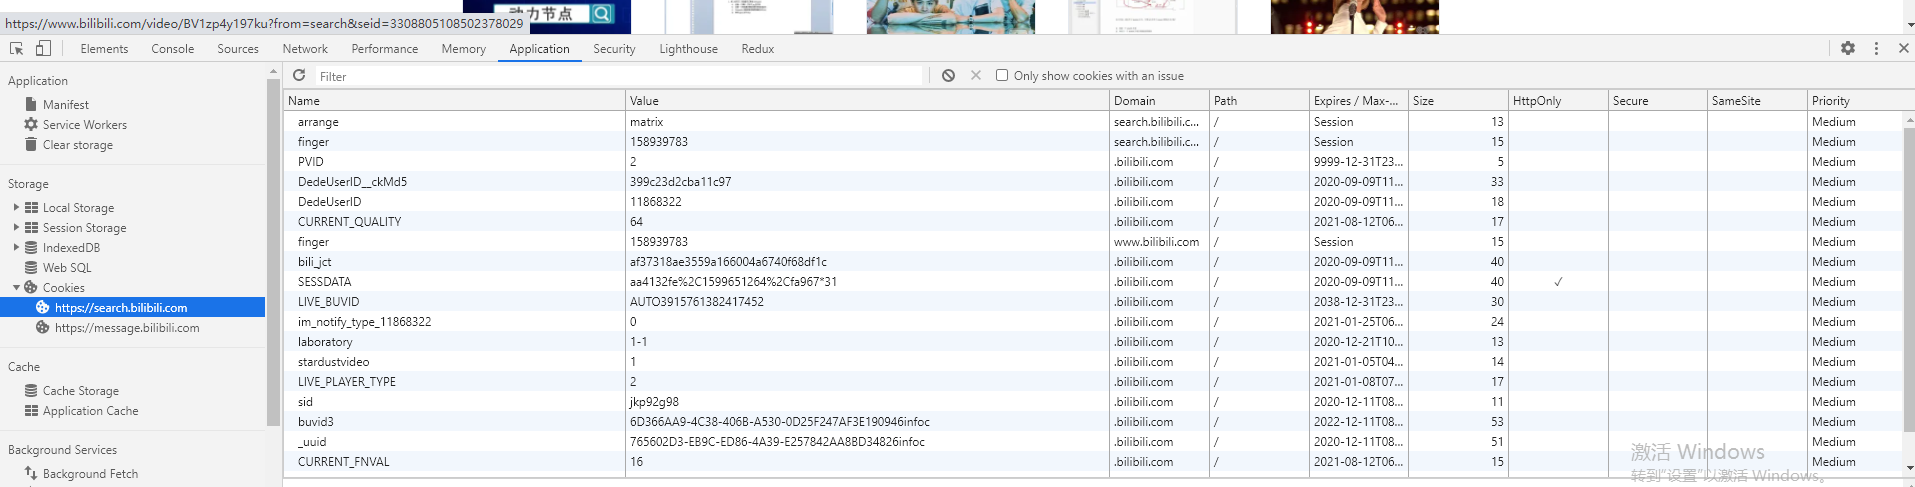 动力节点
https://www.bilibili.com/video/BV1zp4y197ku?from=search&seid=3308805108502378029
Elements Console Sources Network Performance Memory Application Security Lighthouse Redux
Application
Manifest
Service Workers
Clear storage
Storage
Local Storage
Session Storage
IndexedDB
Web SQL
Cookies
https://search.bilibili.com
https://message.bilibili.com
Cache
Cache Storage
Application Cache
Background Services
Background Fetch
Filter Only show cookies with an issue
Name Value Domain Path Expires / Max-... Size HttpOnly Secure SameSite Priority
arrange matrix search.bilibili.c... / Session 13 Medium
finger 158939783 search.bilibili.c... / Session 15 Medium
PVID 2 .bilibili.com / 9999-12-31T23... 5 Medium
DedeUserID__ckMd5 399c23d2cba11c97 .bilibili.com / 2020-09-09T11... 33 Medium
DedeUserID 11868322 .bilibili.com / 2020-09-09T11... 18 Medium
CURRENT_QUALITY 64 .bilibili.com / 2021-08-12T06... 17 Medium
finger 158939783 www.bilibili.com / Session 15 Medium
bili_jct af37318ae3559a166004a6740f68df1c .bilibili.com / 2020-09-09T11... 40 Medium
SESSDATA aa4132fe%2C1599651264%2Cfa967*31 .bilibili.com / 2020-09-09T11... 40 ✓ Medium
LIVE_BUVID AUTO3915761382417452 .bilibili.com / 2038-12-31T23... 30 Medium
im_notify_type_11868322 0 .bilibili.com / 2021-01-25T06... 24 Medium
laboratory 1-1 .bilibili.com / 2020-12-21T10... 13 Medium
stardustvideo 1 .bilibili.com / 2021-01-05T04... 14 Medium
LIVE_PLAYER_TYPE 2 .bilibili.com / 2021-01-08T07... 17 Medium
sid jkp92g98 .bilibili.com / 2020-12-11T08... 11 Medium
buvid3 6D366AA9-4C38-406B-A530-0D25F247AF3E190946infoc .bilibili.com / 2022-12-11T08... 53 Medium
_uuid 765602D3-EB9C-ED86-4A39-E257842AA8BD34826infoc .bilibili.com / 2020-12-11T08... 51 Medium
CURRENT_FNVAL 16 .bilibili.com / 2021-08-12T06... 15 Medium
激活 Windows
转到“设置”以激活 Windows。